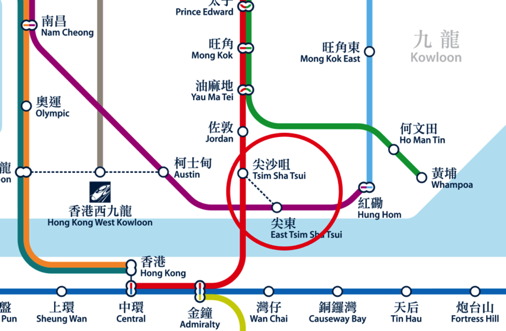 太子
Prince Edward
南昌
Nam Cheong
旺角
Mong Kok
旺角東
Mong Kok East
九龍
Kowloon
油麻地
Yau Ma Tei
奧運
Olympic
佐敦
Jordan
何文田
Ho Man Tin
柯士甸
Austin
尖沙咀
Tsim Sha Tsui
黃埔
Whampoa
龍
香港西九龍
Hong Kong West Kowloon
紅磡
Hung Hom
尖東
East Tsim Sha Tsui
香港
Hong Kong
盤
Pun
上環
Sheung Wan
中環
Central
金鐘
Admiralty
灣仔
Wan Chai
銅鑼灣
Causeway Bay
天后
Tin Hau
炮台山
Fortress Hill